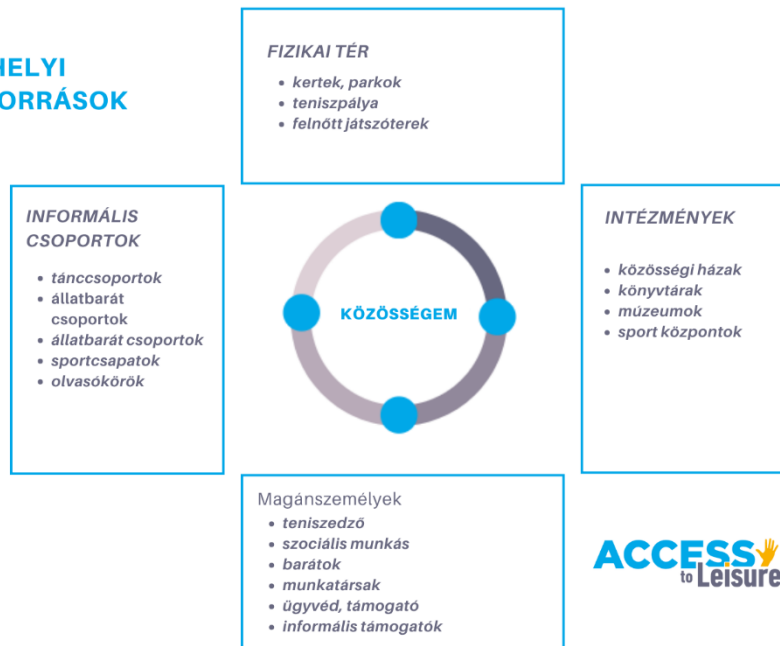 HELYI
ORRÁSOK
FIZIKAI TÉR
kertek, parkok
teniszpálya
felnőtt játszóterek
INFORMÁLIS
CSOPORTOK
tánccsoportok
állatbarát
csoportok
állatbarát csoportok
sportcsapatok
olvasókörök
KÖZÖSSÉGEM
INTÉZMÉNYEK
közösségi házak
könyvtárak
múzeumok
sport központok
Magánszemélyek
teniszedző
szociális munkás
barátok
munkatársak
ügyvéd, támogató
informális támogatók
ACCESS
to Leisure